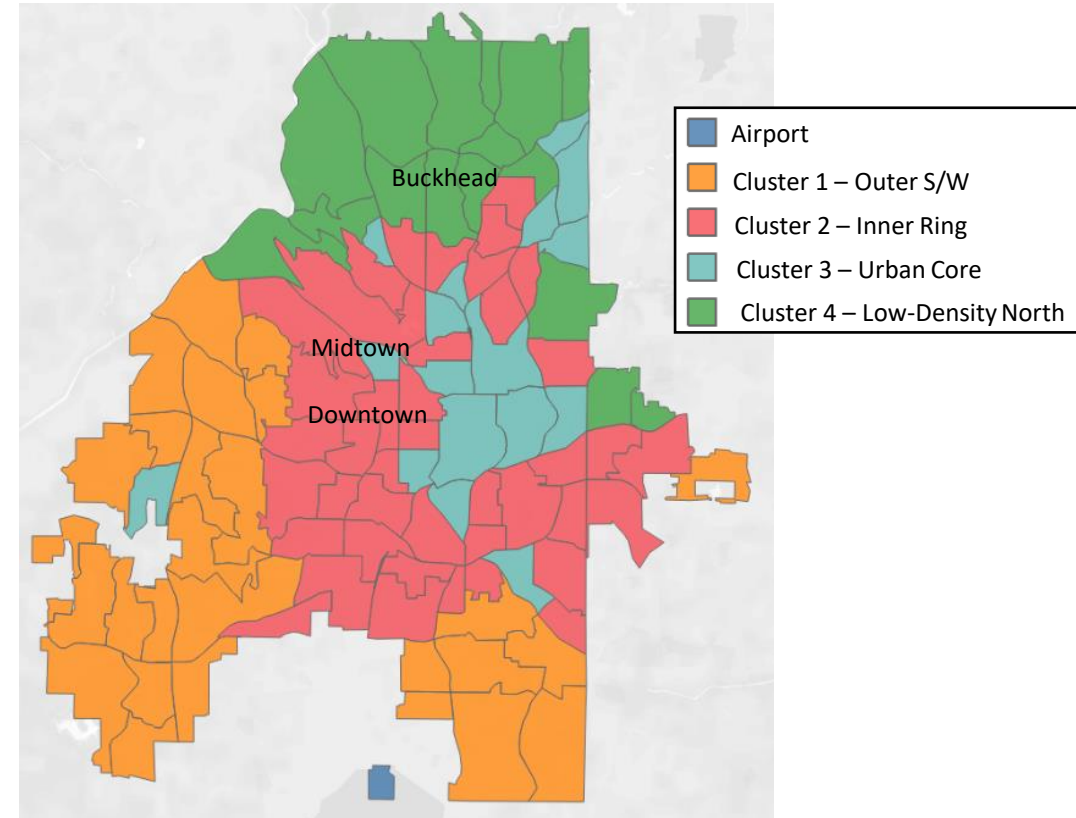 Buckhead
Midtown
Downtown
Airport
Cluster 1 – Outer S/W
Cluster 2 – Inner Ring
Cluster 3 – Urban Core
Cluster 4 – Low-Density North